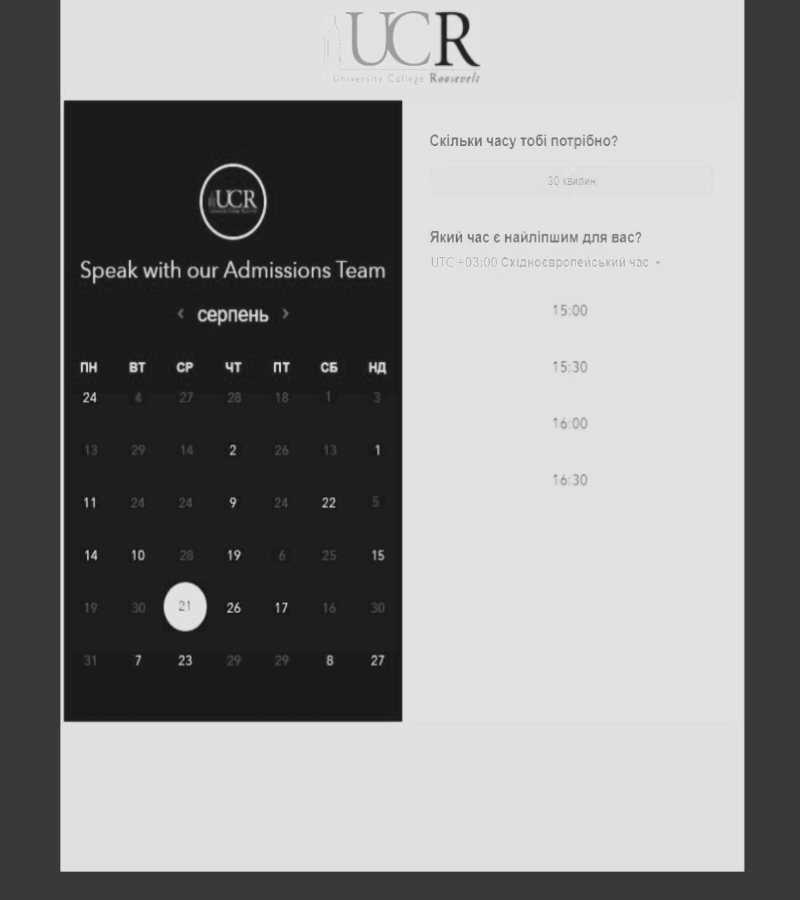 UCR
University College Roosevelt
UCR
Speak with our Admissions Team
‹ серпень ›
ПН ВТ СР ЧТ ПТ СБ НД
24 4 27 28 18 1 3
13 29 14 2 26 13 1
11 24 24 9 24 22 5
14 10 28 19 6 25 15
19 30 21 26 17 16 30
31 7 23 29 29 8 27
Скільки часу тобі потрібно?
30 хвилин
Який час є найліпшим для вас?
UTC +03:00 Східноєвропейський час
15:00
15:30
16:00
16:30